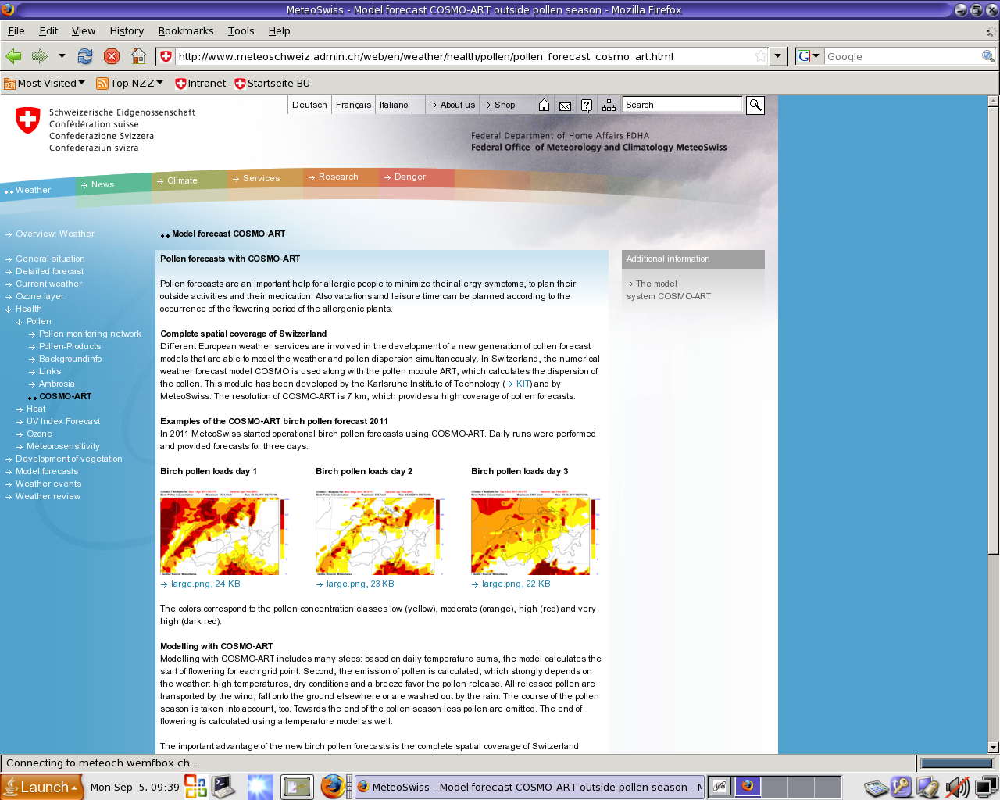 MeteoSwiss - Model forecast COSMO-ART outside pollen season - Mozilla Firefox
File Edit View History Bookmarks Tools Help
http://www.meteoschweiz.admin.ch/web/en/weather/health/pollen/pollen_forecast_cosmo_art.html
Google
Most Visited Top NZZ Intranet Startseite BU
Deutsch Français Italiano About us Shop Search
Schweizerische Eidgenossenschaft
Confédération suisse
Confederazione Svizzera
Confederaziun svizra
Federal Department of Home Affairs FDHA
Federal Office of Meteorology and Climatology MeteoSwiss
Weather News Climate Services Research Danger
Overview: Weather
General situation
Detailed forecast
Current weather
Ozone layer
Health
Pollen
Pollen monitoring network
Pollen-Products
Backgroundinfo
Links
Ambrosia
COSMO-ART
Heat
UV Index Forecast
Ozone
Meteorosensitivity
Development of vegetation
Model forecasts
Weather events
Weather review
Model forecast COSMO-ART
Pollen forecasts with COSMO-ART
Pollen forecasts are an important help for allergic people to minimize their allergy symptoms, to plan their
outside activities and their medication. Also vacations and leisure time can be planned according to the
occurrence of the flowering period of the allergenic plants.
Complete spatial coverage of Switzerland
Different European weather services are involved in the development of a new generation of pollen forecast
models that are able to model the weather and pollen dispersion simultaneously. In Switzerland, the numerical
weather forecast model COSMO is used along with the pollen module ART, which calculates the dispersion of
the pollen. This module has been developed by the Karlsruhe Institute of Technology (KIT) and by
MeteoSwiss. The resolution of COSMO-ART is 7 km, which provides a high coverage of pollen forecasts.
Examples of the COSMO-ART birch pollen forecast 2011
In 2011 MeteoSwiss started operational birch pollen forecasts using COSMO-ART. Daily runs were performed
and provided forecasts for three days.
Birch pollen loads day 1 Birch pollen loads day 2 Birch pollen loads day 3
large.png, 24 KB large.png, 23 KB large.png, 22 KB
The colors correspond to the pollen concentration classes low (yellow), moderate (orange), high (red) and very
high (dark red).
Modelling with COSMO-ART
Modelling with COSMO-ART includes many steps: based on daily temperature sums, the model calculates the
start of flowering for each grid point. Second, the emission of pollen is calculated, which strongly depends on
the weather: high temperatures, dry conditions and a breeze favor the pollen release. All released pollen are
transported by the wind, fall onto the ground elsewhere or are washed out by the rain. The course of the pollen
season is taken into account, too. Towards the end of the pollen season less pollen are emitted. The end of
flowering is calculated using a temperature model as well.
The important advantage of the new birch pollen forecasts is the complete spatial coverage of Switzerland
Additional information
The model
system COSMO-ART
Connecting to meteoch.wemfbox.ch...
Launch Mon Sep 5, 09:39 MeteoSwiss - Model forecast COSMO-ART outside pollen season - M